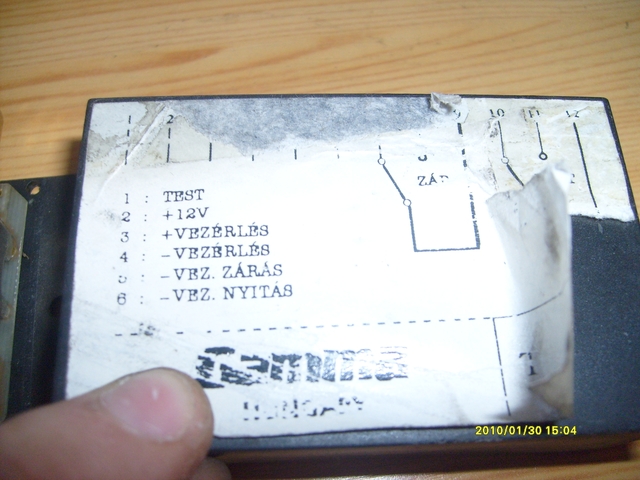 1 2 10 11 12
ZÁR
1 : TEST
2 : +12V
3 : +VEZÉRLÉS
4 : -VEZÉRLÉS
5 : -VEZ. ZÁRÁS
6 : -VEZ. NYITÁS
Gamma
HUNGARY
T
2010/01/30 15:04